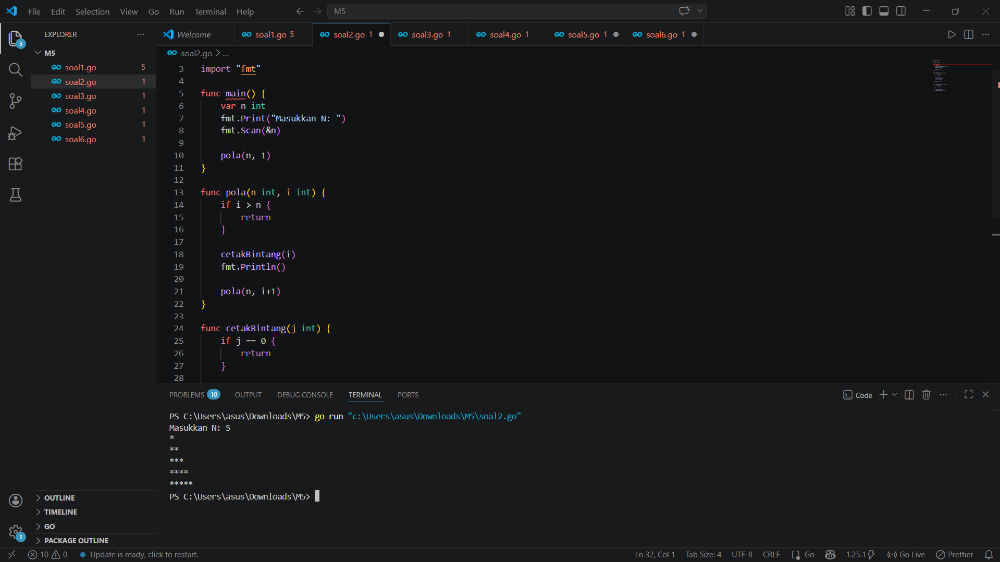 File Edit Selection View Go Run Terminal Help
M5
EXPLORER
M5
soal1.go 5
soal2.go 1
soal3.go 1
soal4.go 1
soal5.go 1
soal6.go 1
3
Welcome
soal1.go 5
soal2.go 1
soal3.go 1
soal4.go 1
soal5.go 1
soal6.go 1
soal2.go > ...
3 import "fmt"
4
5 func main() {
6 var n int
7 fmt.Print("Masukkan N: ")
8 fmt.Scan(&n)
9
10 pola(n, 1)
11 }
12
13 func pola(n int, i int) {
14 if i > n {
15 return
16 }
17
18 cetakBintang(i)
19 fmt.Println()
20
21 pola(n, i+1)
22 }
23
24 func cetakBintang(j int) {
25 if j == 0 {
26 return
27 }
28
PROBLEMS 10 OUTPUT DEBUG CONSOLE TERMINAL PORTS
Code
PS C:\Users\asus\Downloads\M5> go run "c:\Users\asus\Downloads\M5\soal2.go"
Masukkan N: 5
*
**
***
****
*****
PS C:\Users\asus\Downloads\M5>
OUTLINE
TIMELINE
GO
PACKAGE OUTLINE
1
10 0 Update is ready, click to restart.
Ln 32, Col 1 Tab Size: 4 UTF-8 CRLF Go 1.25.1 Go Live Prettier